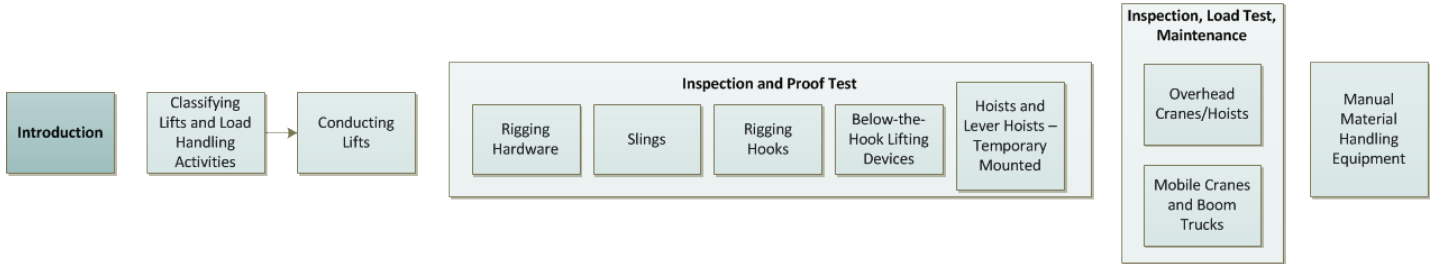 Introduction
Classifying
Lifts and Load
Handling
Activities
Conducting
Lifts
Inspection and Proof Test
Rigging
Hardware
Slings
Rigging
Hooks
Below-the-
Hook Lifting
Devices
Hoists and
Lever Hoists –
Temporary
Mounted
Inspection, Load Test,
Maintenance
Overhead
Cranes/Hoists
Mobile Cranes
and Boom
Trucks
Manual
Material
Handling
Equipment